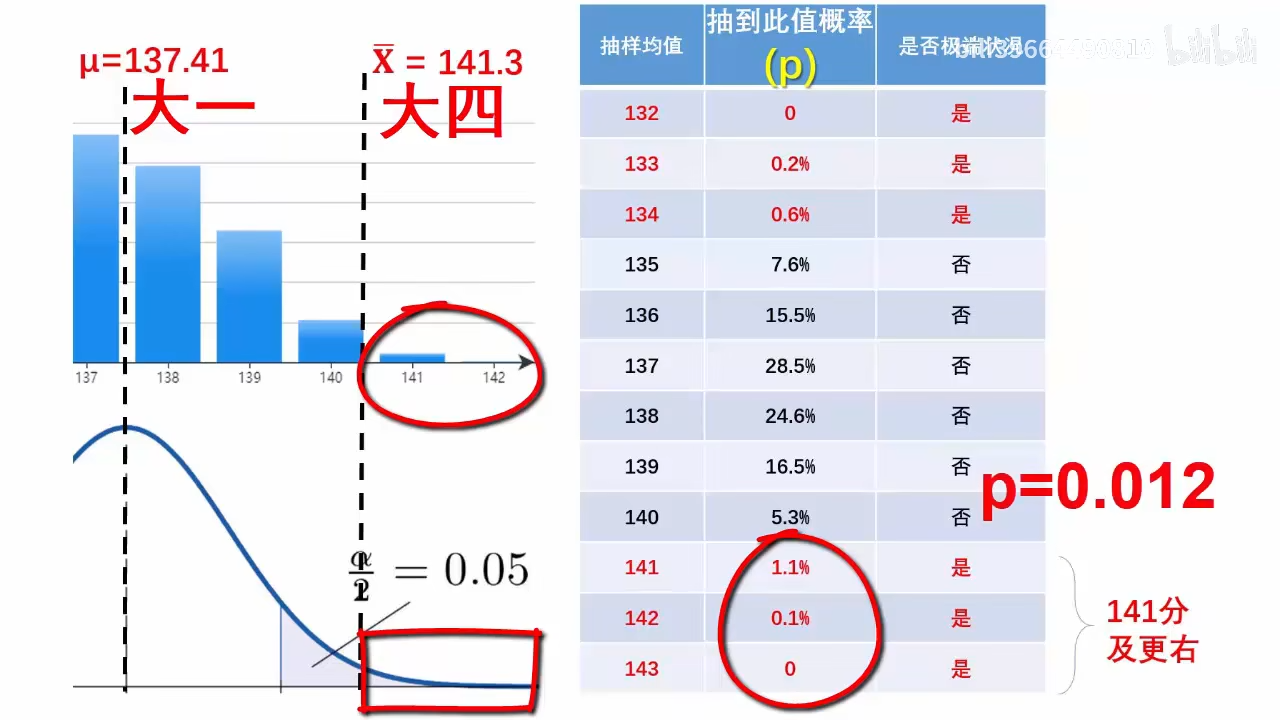 μ=137.41
大一
X̄ = 141.3
大四
137 138 139 140 141 142
= 0.05
抽样均值 抽到此值概率(p) 是否极端状况
132 0 是
133 0.2% 是
134 0.6% 是
135 7.6% 否
136 15.5% 否
137 28.5% 否
138 24.6% 否
139 16.5% 否
140 5.3% 否
141 1.1% 是
142 0.1% 是
143 0 是
p=0.012
141分
及更右
bilibili